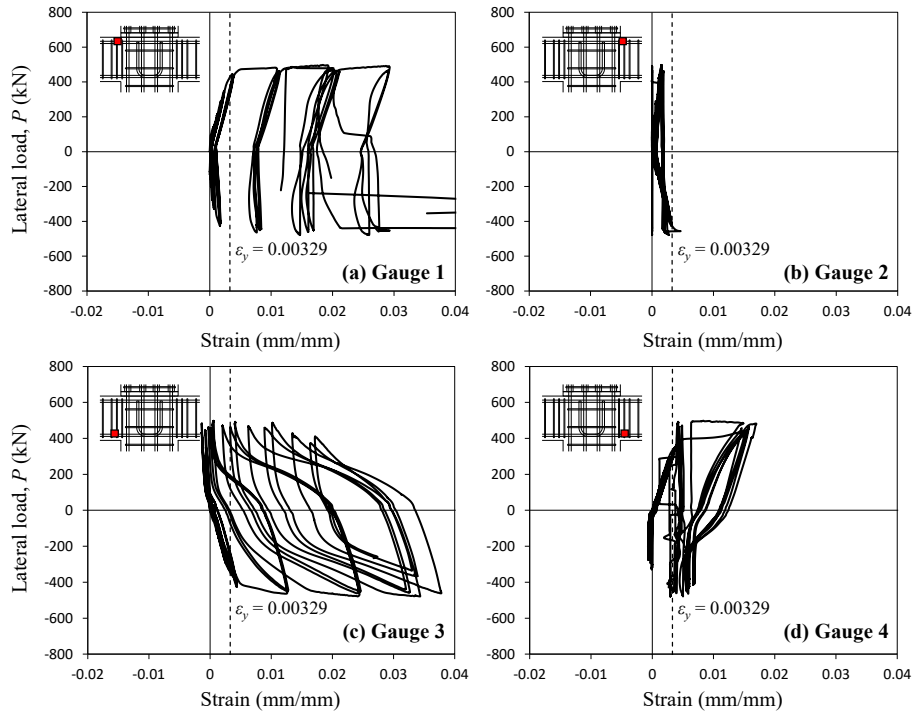 800
600
400
200
0
-200
-400
-600
-800
-0.02 -0.01 0 0.01 0.02 0.03 0.04
Lateral load, P (kN)
Strain (mm/mm)
εy = 0.00329
(a) Gauge 1
800
600
400
200
0
-200
-400
-600
-800
-0.02 -0.01 0 0.01 0.02 0.03 0.04
Strain (mm/mm)
εy = 0.00329
(b) Gauge 2
800
600
400
200
0
-200
-400
-600
-800
-0.02 -0.01 0 0.01 0.02 0.03 0.04
Lateral load, P (kN)
Strain (mm/mm)
εy = 0.00329
(c) Gauge 3
800
600
400
200
0
-200
-400
-600
-800
-0.02 -0.01 0 0.01 0.02 0.03 0.04
Strain (mm/mm)
εy = 0.00329
(d) Gauge 4